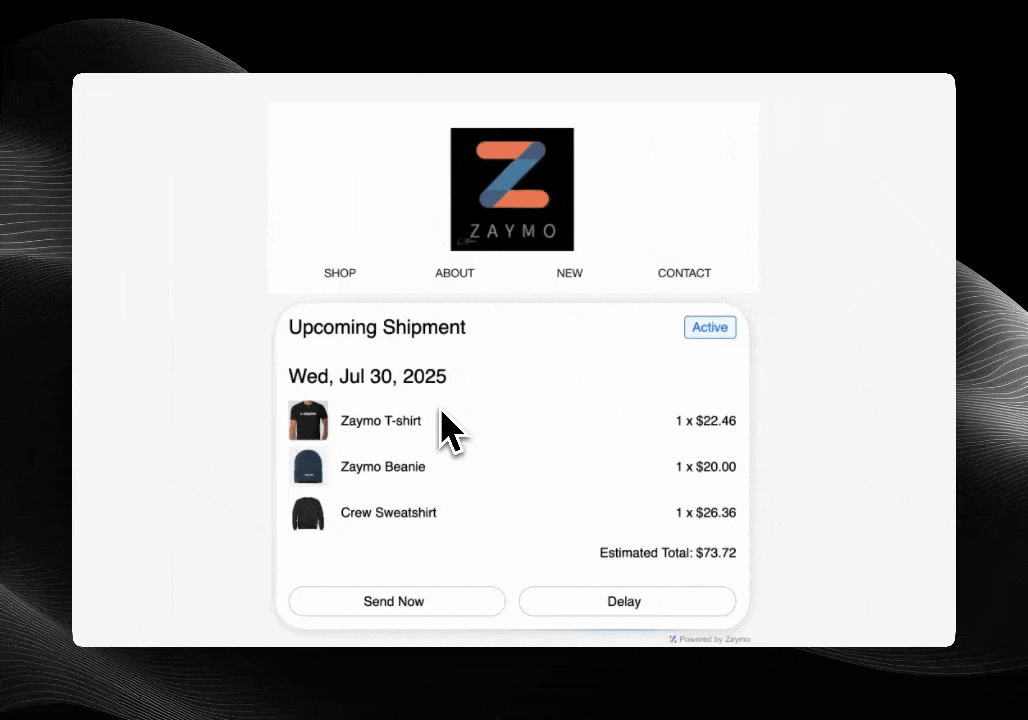 ZAYMO
SHOP ABOUT NEW CONTACT
Upcoming Shipment Active
Wed, Jul 30, 2025
Zaymo T-shirt 1 x $22.46
Zaymo Beanie 1 x $20.00
Crew Sweatshirt 1 x $26.36
Estimated Total: $73.72
Send Now Delay
Powered by Zaymo